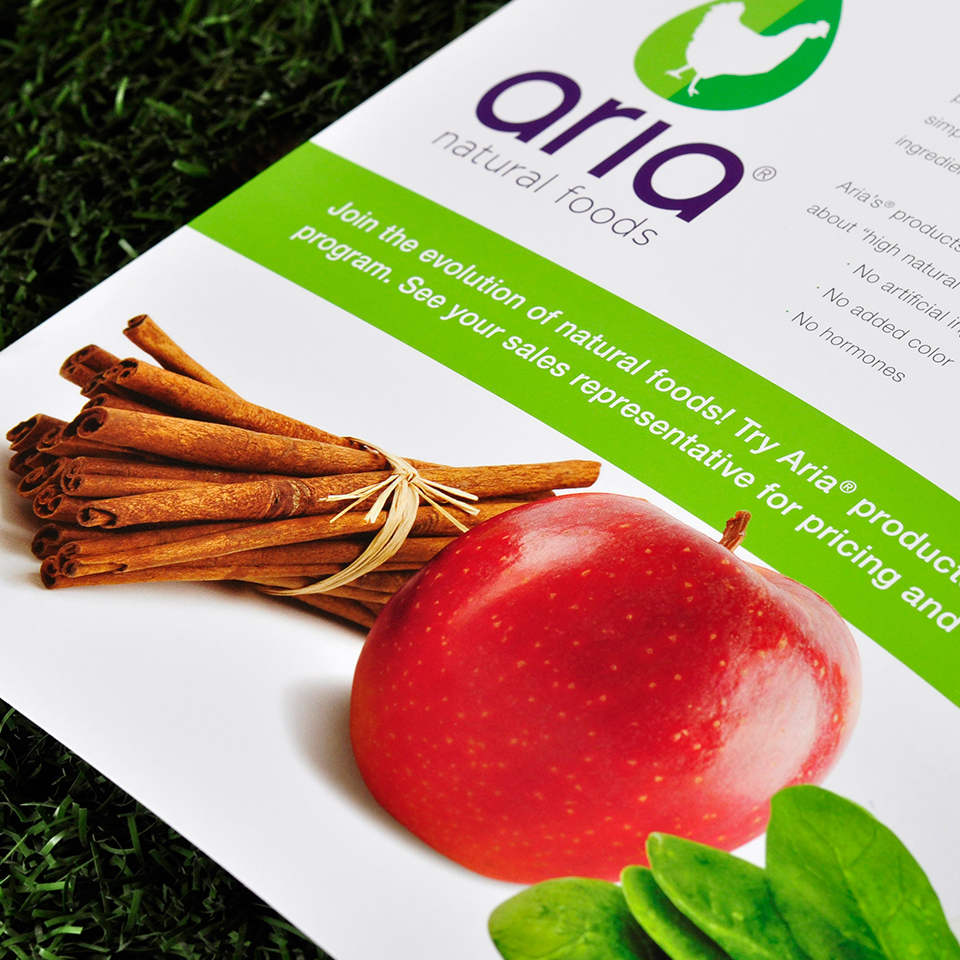 aria®
natural foods
Join the evolution of natural foods! Try Aria® product
program. See your sales representative for pricing and
simp
ingredie
Aria's® products
about "high natural
· No artificial in
· No added color
· No hormones